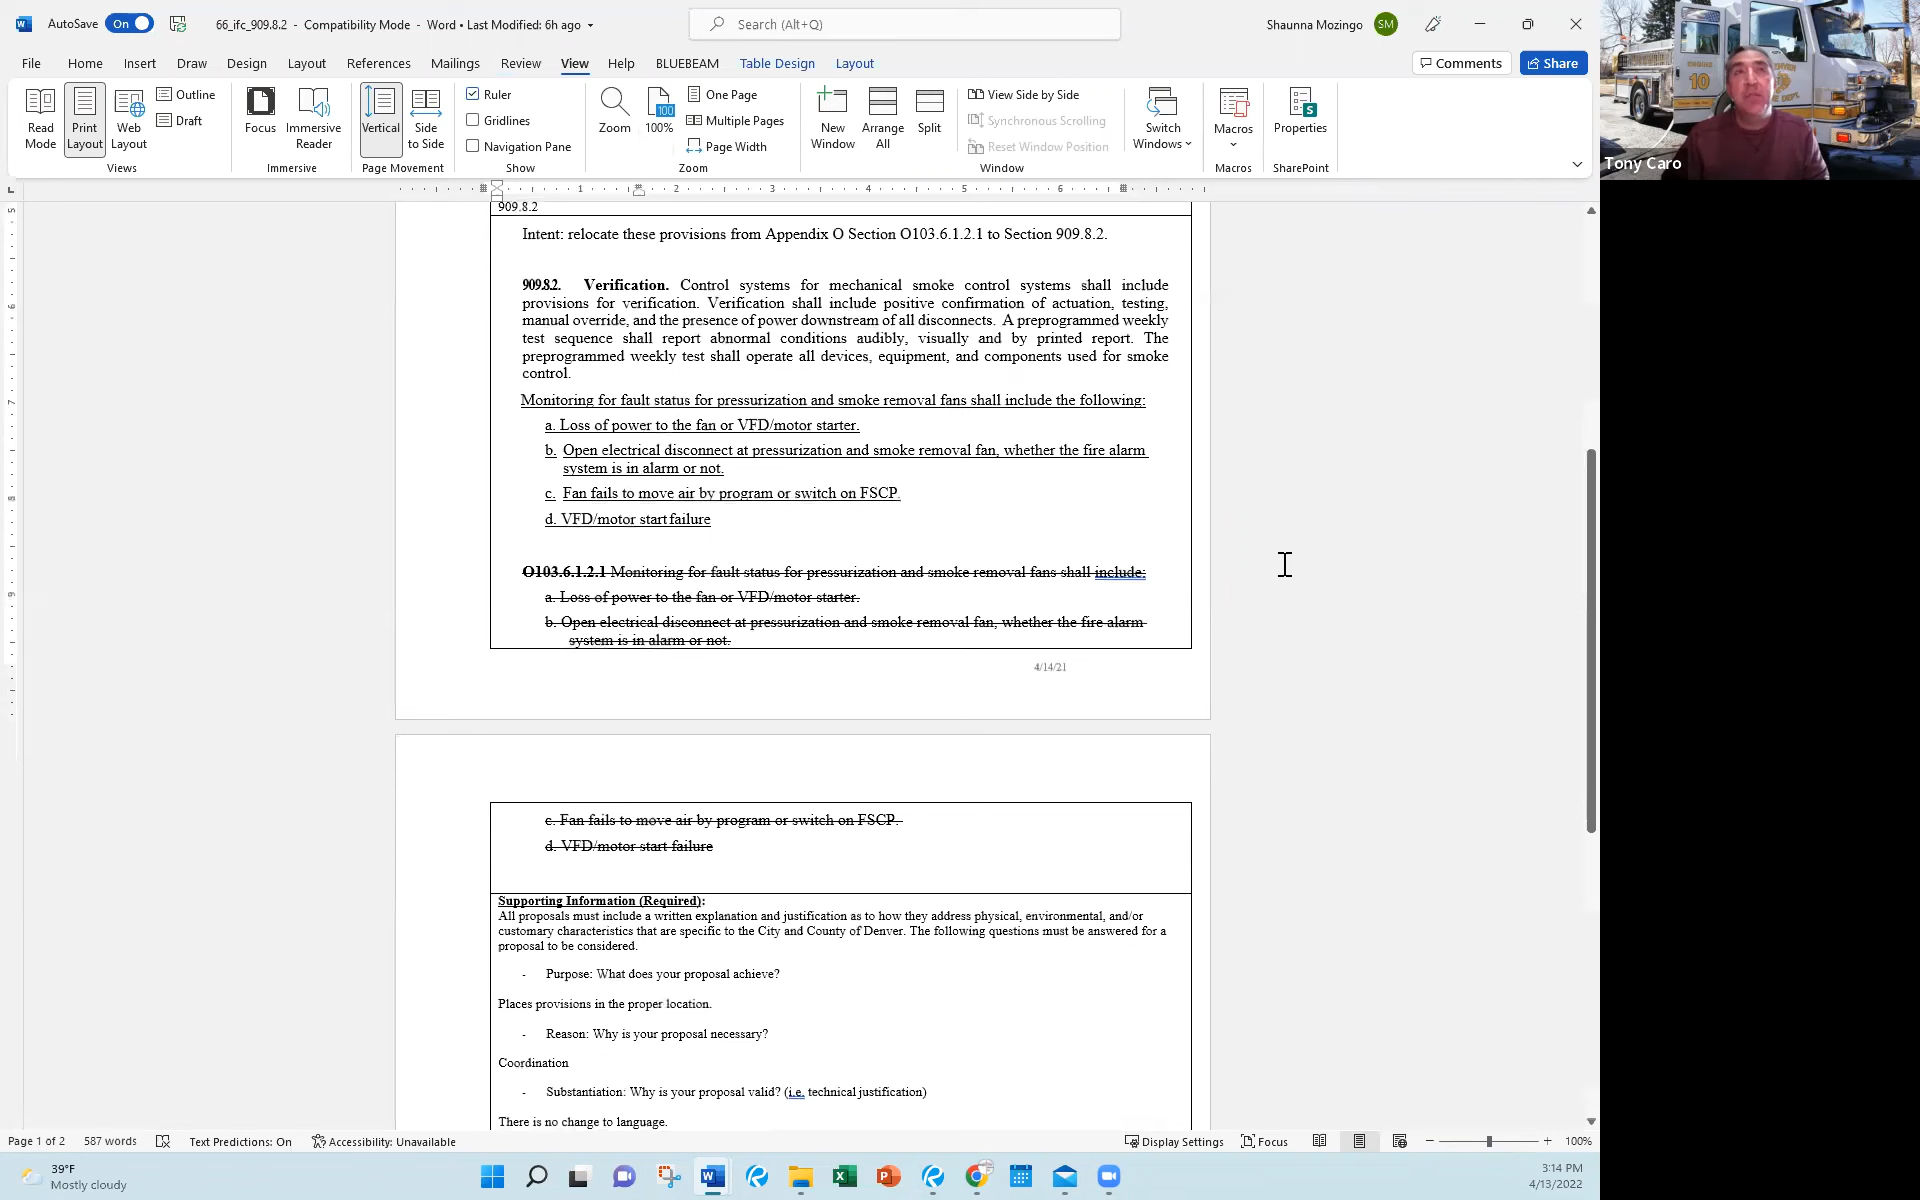 AutoSave On 66_ifc_909.8.2 - Compatibility Mode - Word • Last Modified: 6h ago Search (Alt+Q) Shaunna Mozingo SM
File Home Insert Draw Design Layout References Mailings Review View Help BLUEBEAM Table Design Layout Comments Share
Read Mode
Print Layout
Web Layout
Outline
Draft
Views
Focus
Immersive Reader
Immersive
Vertical
Side to Side
Page Movement
Ruler
Gridlines
Navigation Pane
Show
Zoom
100
100%
One Page
Multiple Pages
Page Width
Zoom
New Window
Arrange All
Split
View Side by Side
Synchronous Scrolling
Reset Window Position
Window
Switch Windows
Macros
Macros
Properties
SharePoint
10
Tony Caro
1 2 3 4 5 6
909.8.2
Intent: relocate these provisions from Appendix O Section O103.6.1.2.1 to Section 909.8.2.
909.8.2. Verification. Control systems for mechanical smoke control systems shall include
provisions for verification. Verification shall include positive confirmation of actuation, testing,
manual override, and the presence of power downstream of all disconnects. A preprogrammed weekly
test sequence shall report abnormal conditions audibly, visually and by printed report. The
preprogrammed weekly test shall operate all devices, equipment, and components used for smoke
control.
Monitoring for fault status for pressurization and smoke removal fans shall include the following:
a. Loss of power to the fan or VFD/motor starter.
b. Open electrical disconnect at pressurization and smoke removal fan, whether the fire alarm
system is in alarm or not.
c. Fan fails to move air by program or switch on FSCP.
d. VFD/motor start failure
O103.6.1.2.1 Monitoring for fault status for pressurization and smoke removal fans shall include:
a. Loss of power to the fan or VFD/motor starter.
b. Open electrical disconnect at pressurization and smoke removal fan, whether the fire alarm
system is in alarm or not.
4/14/21
c. Fan fails to move air by program or switch on FSCP.
d. VFD/motor start failure
Supporting Information (Required):
All proposals must include a written explanation and justification as to how they address physical, environmental, and/or
customary characteristics that are specific to the City and County of Denver. The following questions must be answered for a
proposal to be considered.
- Purpose: What does your proposal achieve?
Places provisions in the proper location.
- Reason: Why is your proposal necessary?
Coordination
- Substantiation: Why is your proposal valid? (i.e. technical justification)
There is no change to language.
Page 1 of 2 587 words Text Predictions: On Accessibility: Unavailable Display Settings Focus 100%
39°F
Mostly cloudy
3:14 PM
4/13/2022